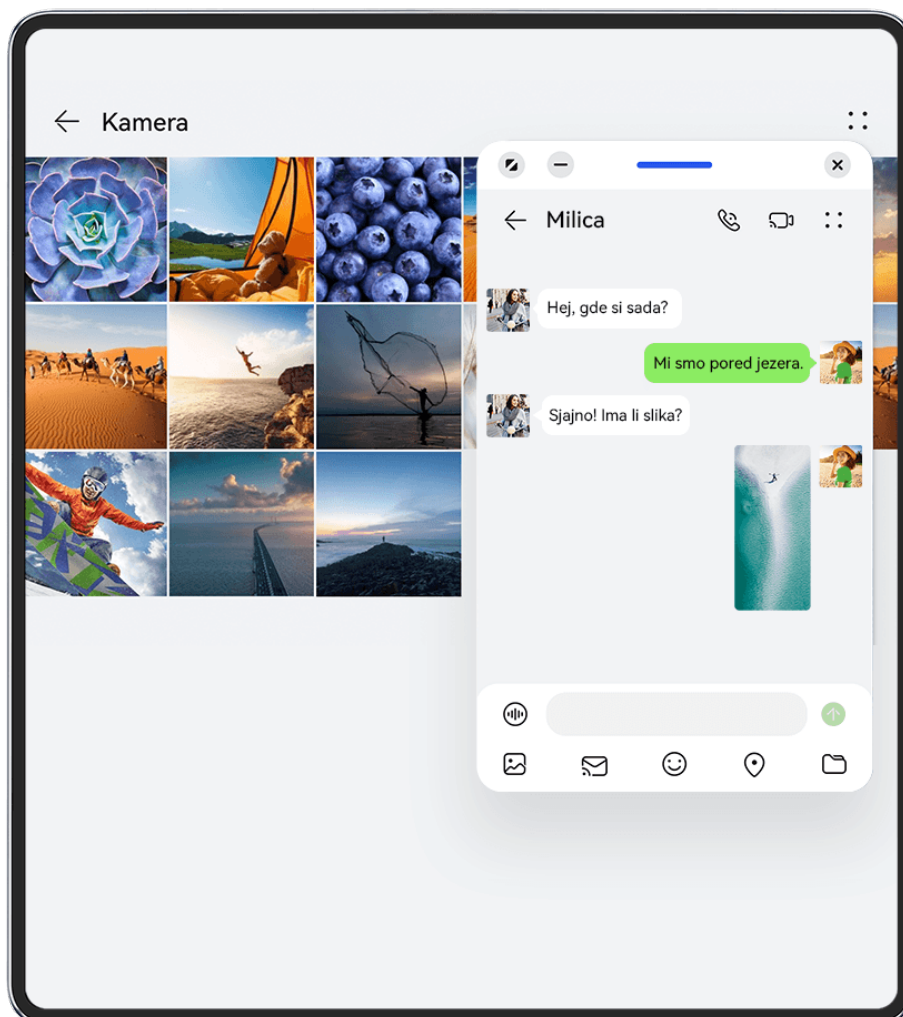 Kamera
Milica
Hej, gde si sada?
Mi smo pored jezera.
Sjajno! Ima li slika?